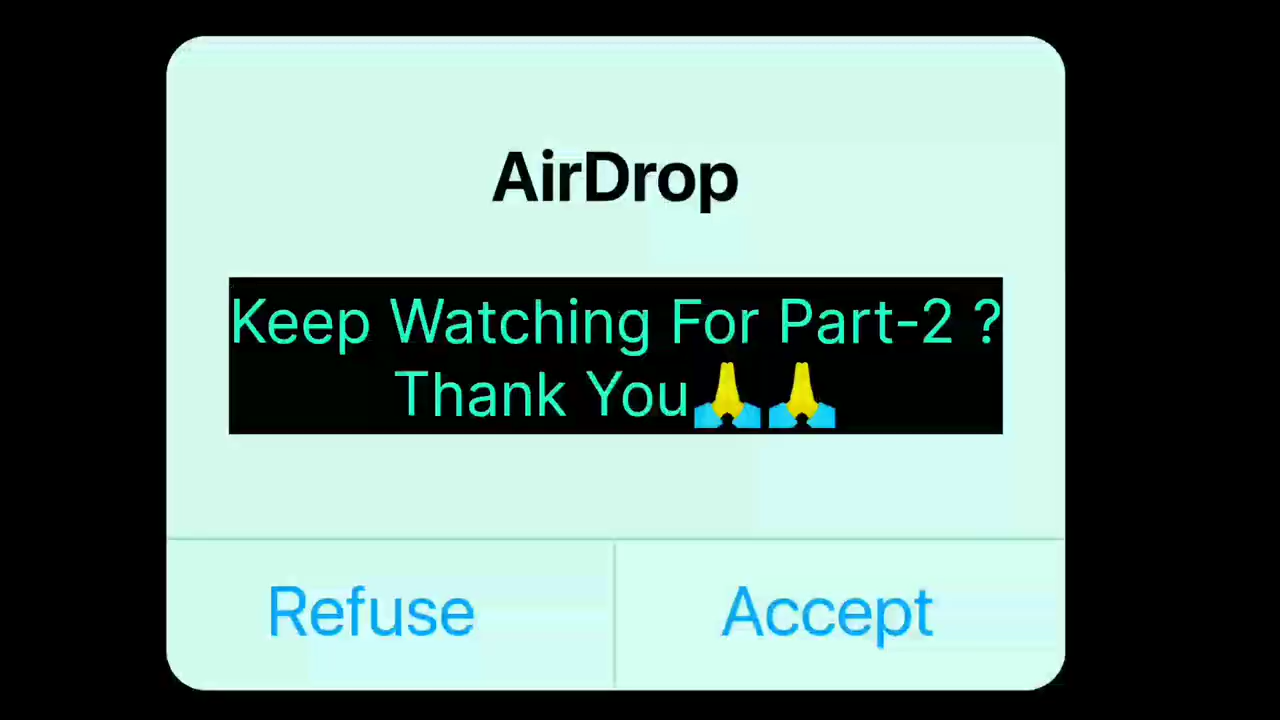 AirDrop
Keep Watching For Part-2 ?
Thank You🙏🙏
Refuse
Accept